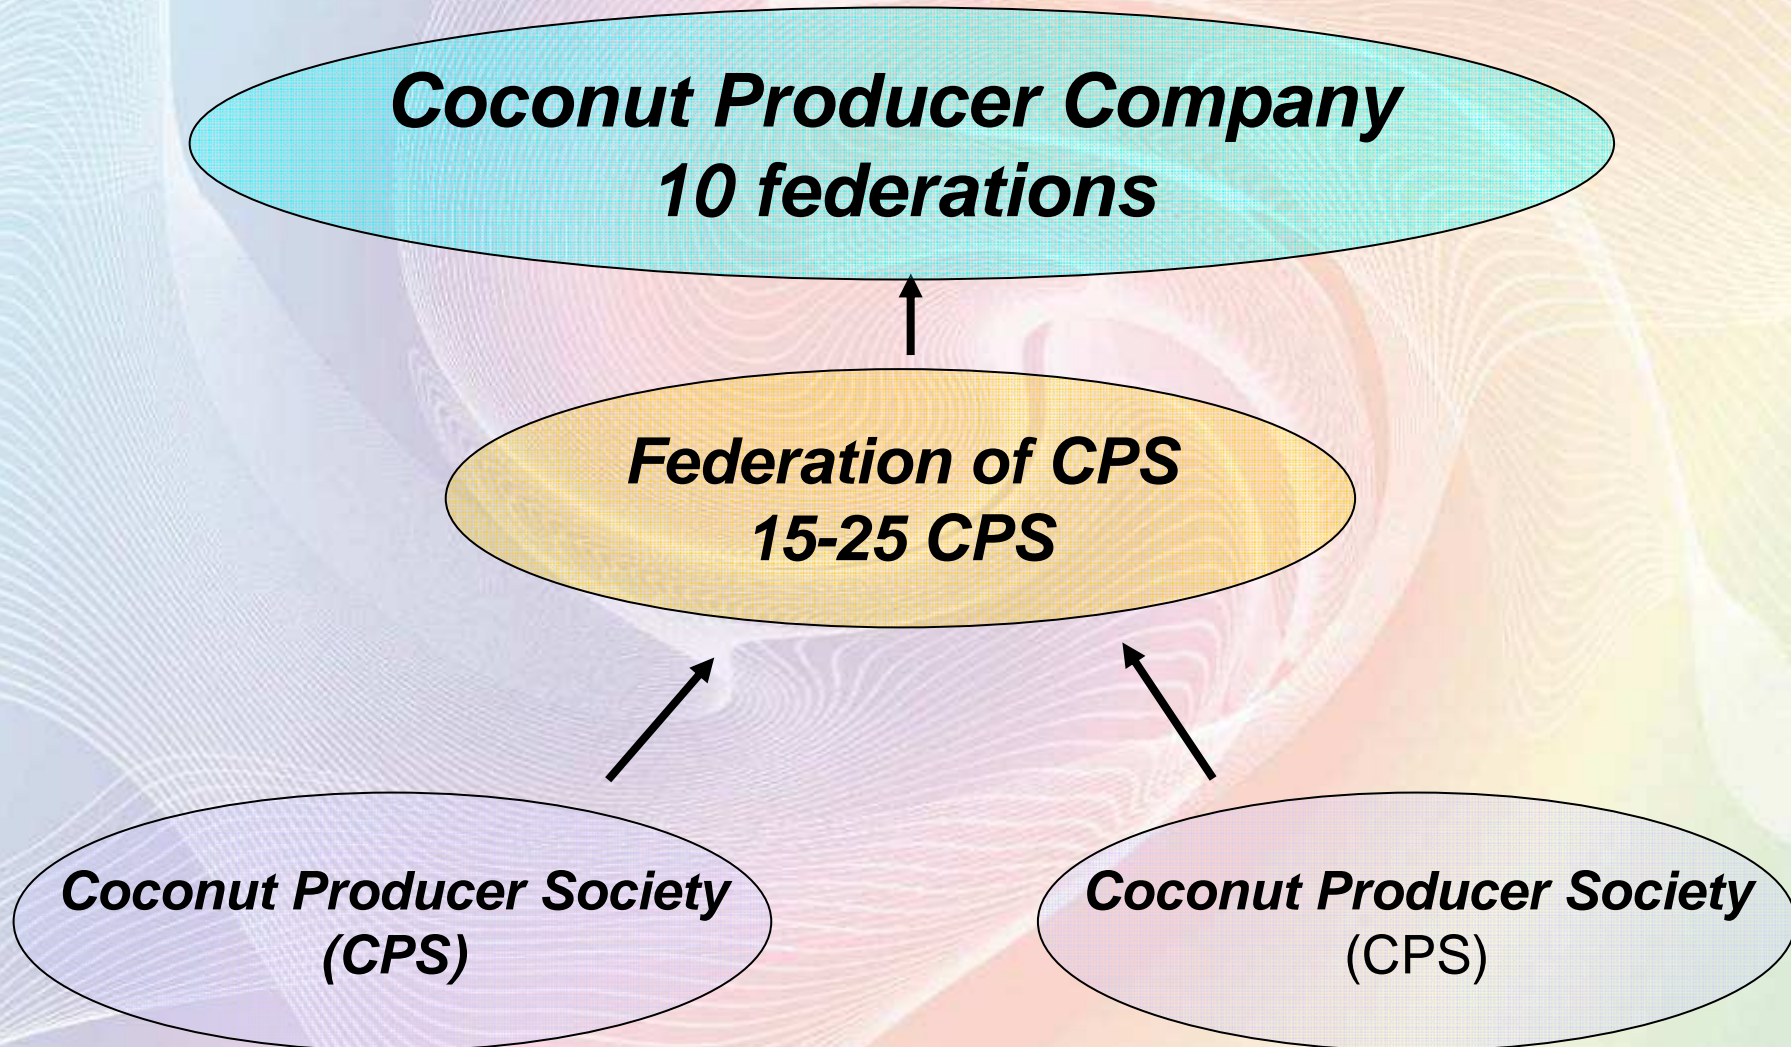 Coconut Producer Company
10 federations
Federation of CPS
15-25 CPS
Coconut Producer Society
(CPS)
Coconut Producer Society
(CPS)